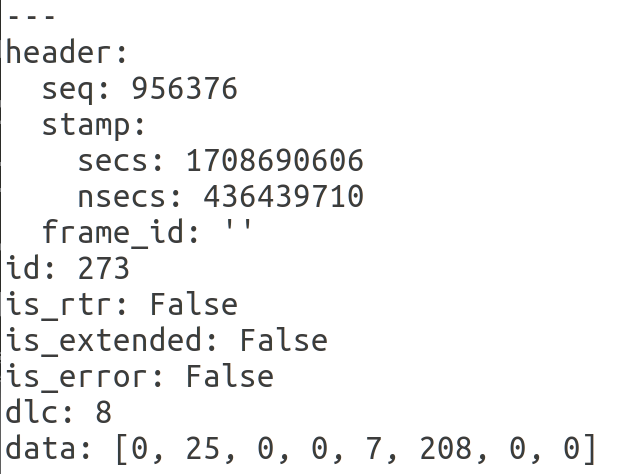 ---
header:
  seq: 956376
  stamp:
    secs: 1708690606
    nsecs: 436439710
  frame_id: ''
id: 273
is_rtr: False
is_extended: False
is_error: False
dlc: 8
data: [0, 25, 0, 0, 7, 208, 0, 0]